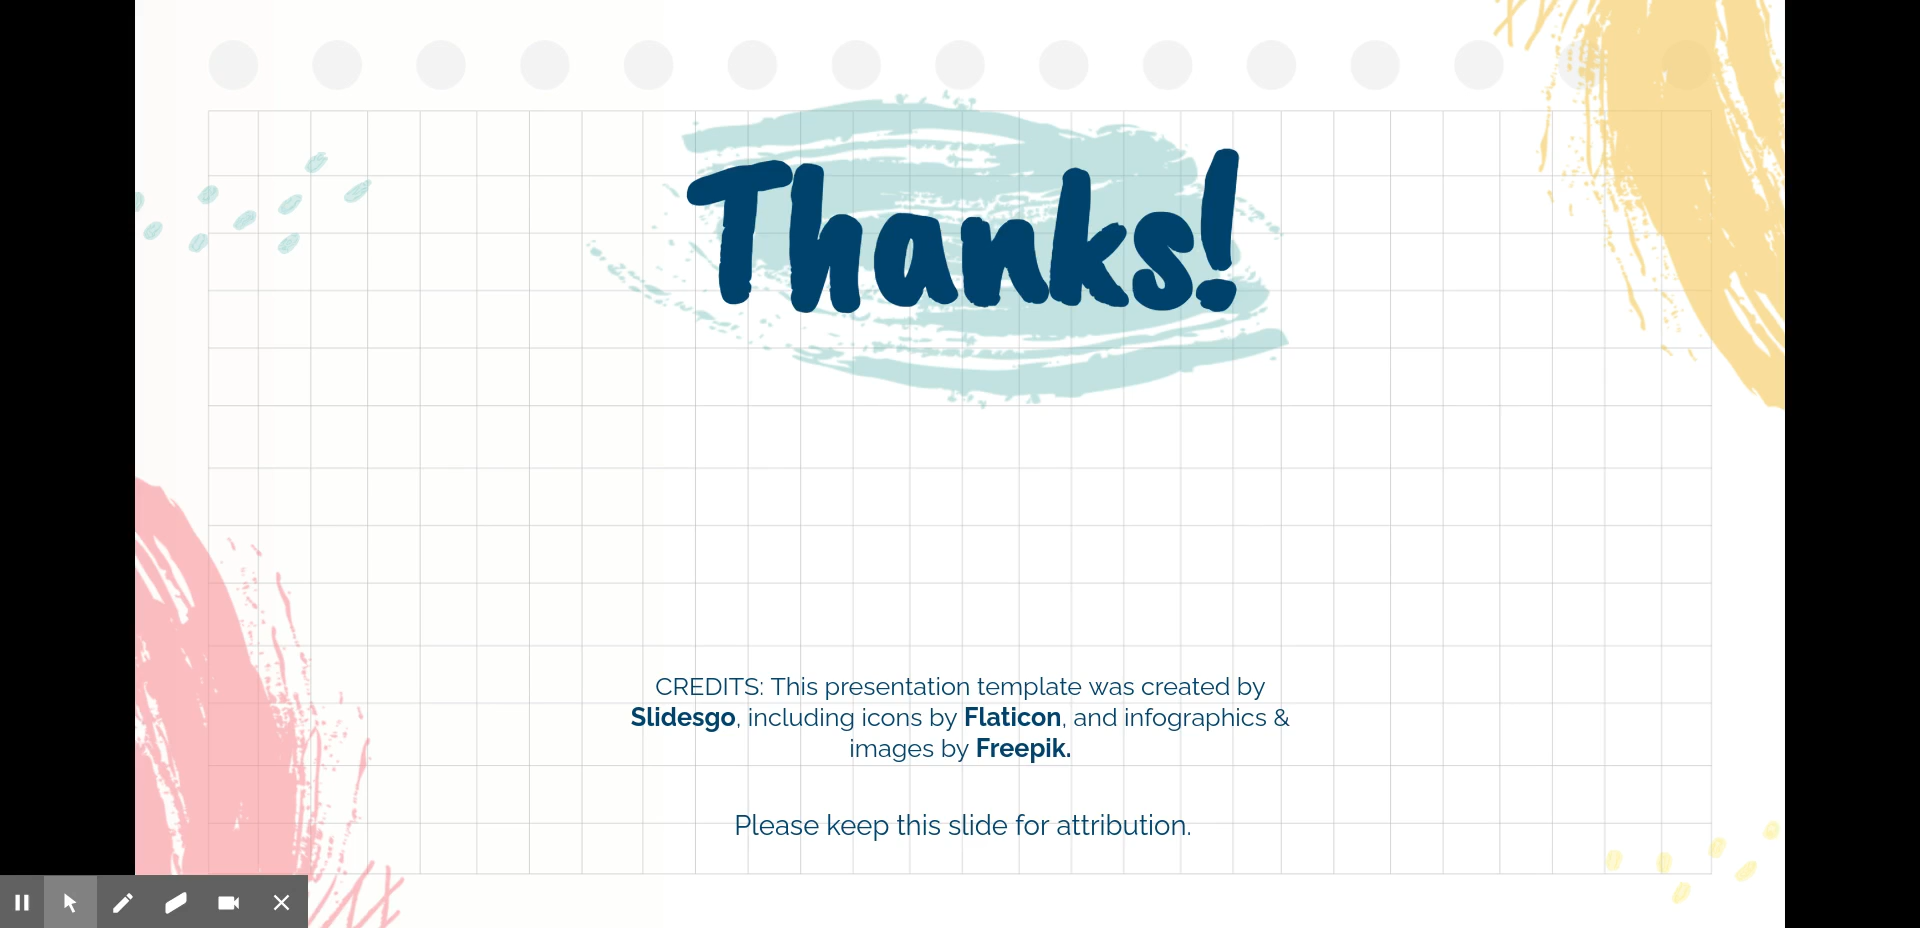 Thanks!
CREDITS: This presentation template was created by
Slidesgo, including icons by Flaticon, and infographics &
images by Freepik.
Please keep this slide for attribution.